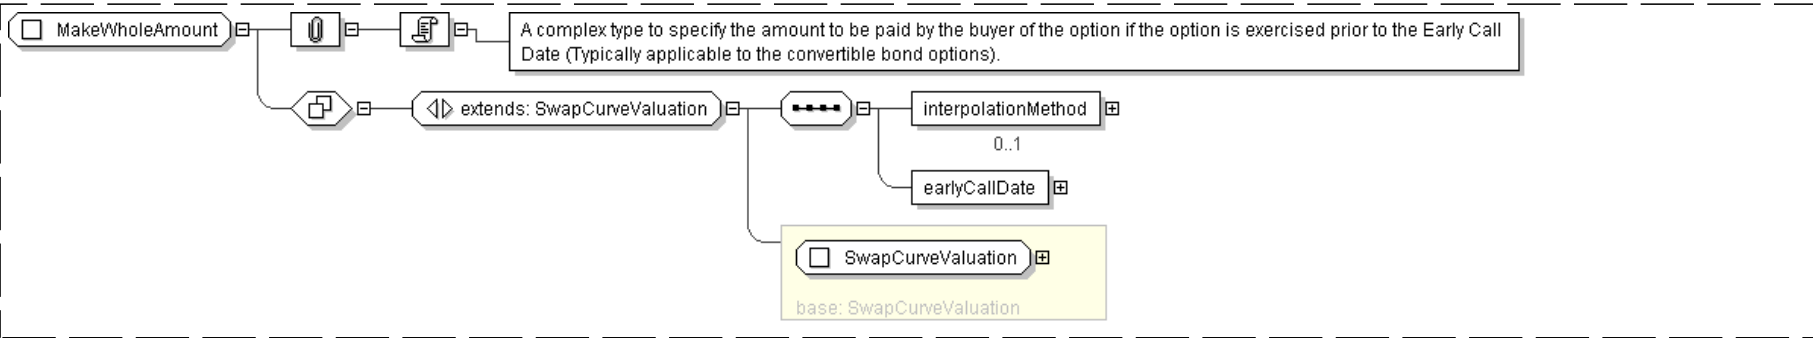 MakeWholeAmount
A complex type to specify the amount to be paid by the buyer of the option if the option is exercised prior to the Early Call
Date (Typically applicable to the convertible bond options).
extends: SwapCurveValuation
interpolationMethod
0..1
earlyCallDate
SwapCurveValuation
base: SwapCurveValuation